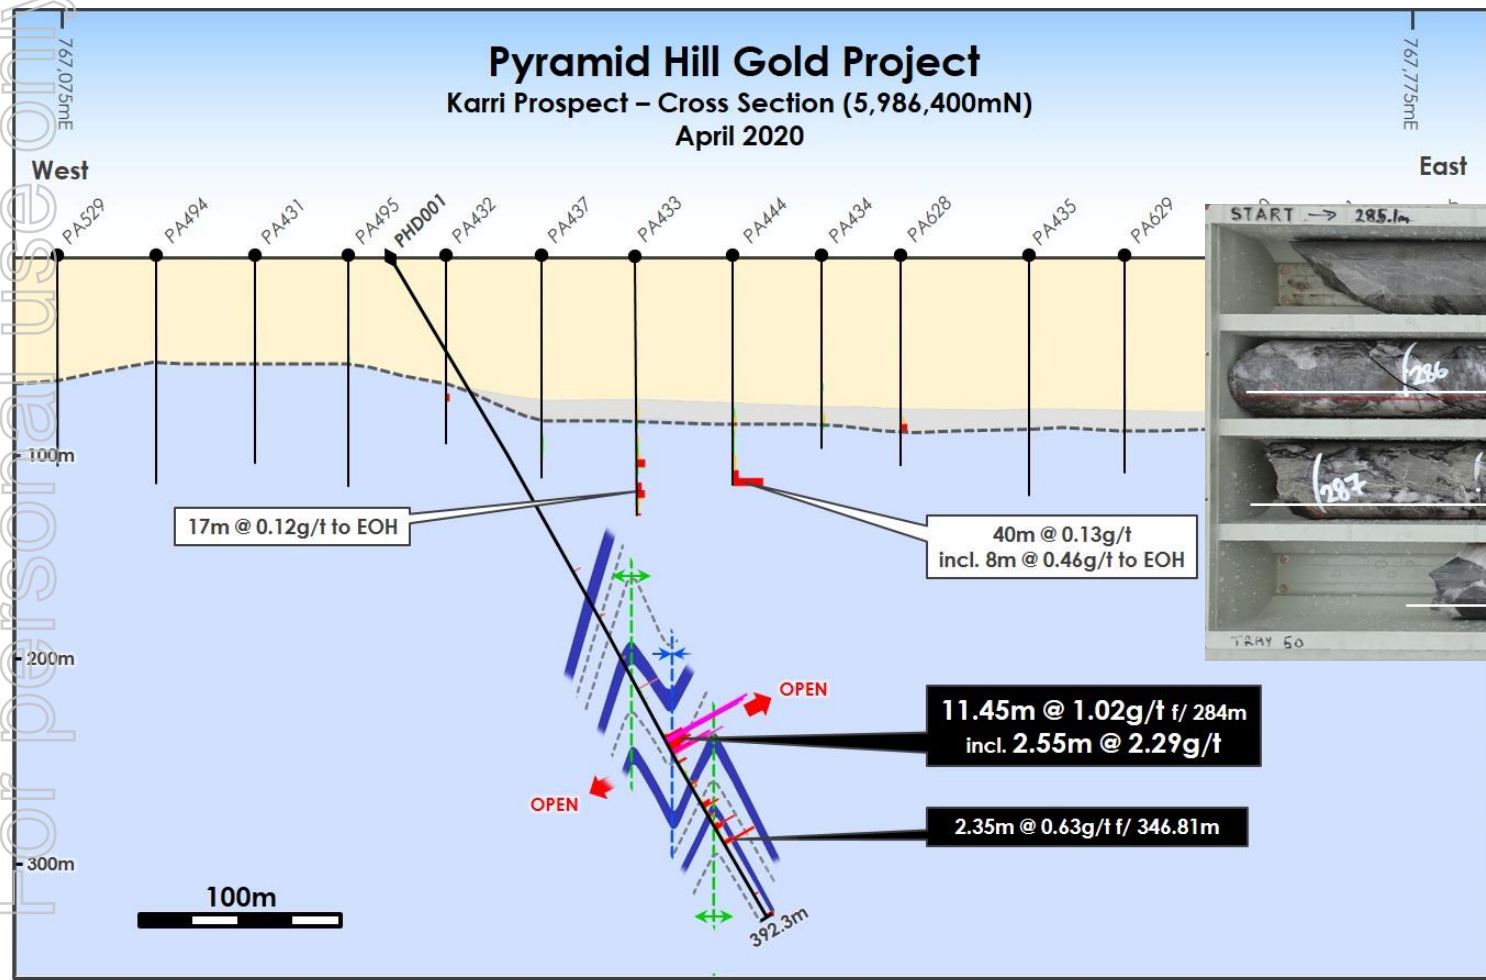 For personal use only
767,075mE
767,775mE
Pyramid Hill Gold Project
Karri Prospect – Cross Section (5,986,400mN)
April 2020
West
East
PA529
PA494
PA431
PA495
PHD001
PA432
PA437
PA433
PA444
PA434
PA628
PA435
PA629
START → 285.1m
286
287
TRAY 50
100m
17m @ 0.12g/t to EOH
40m @ 0.13g/t
incl. 8m @ 0.46g/t to EOH
200m
OPEN
11.45m @ 1.02g/t f/ 284m
incl. 2.55m @ 2.29g/t
OPEN
2.35m @ 0.63g/t f/ 346.81m
300m
100m
392.3m